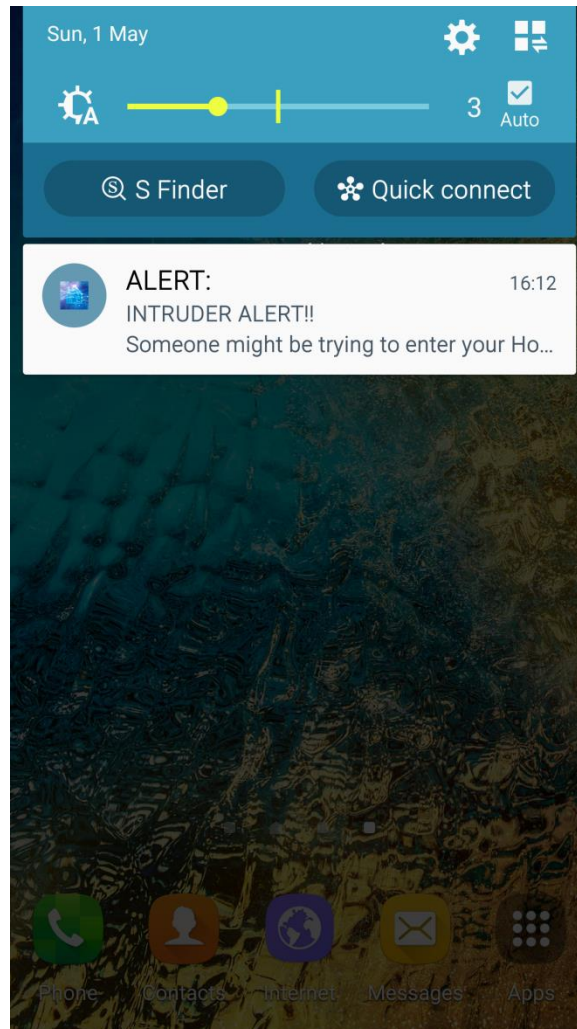 Sun, 1 May
3
Auto
S Finder
Quick connect
ALERT:
16:12
INTRUDER ALERT!!
Someone might be trying to enter your Ho...
Phone
Contacts
Internet
Messages
Apps